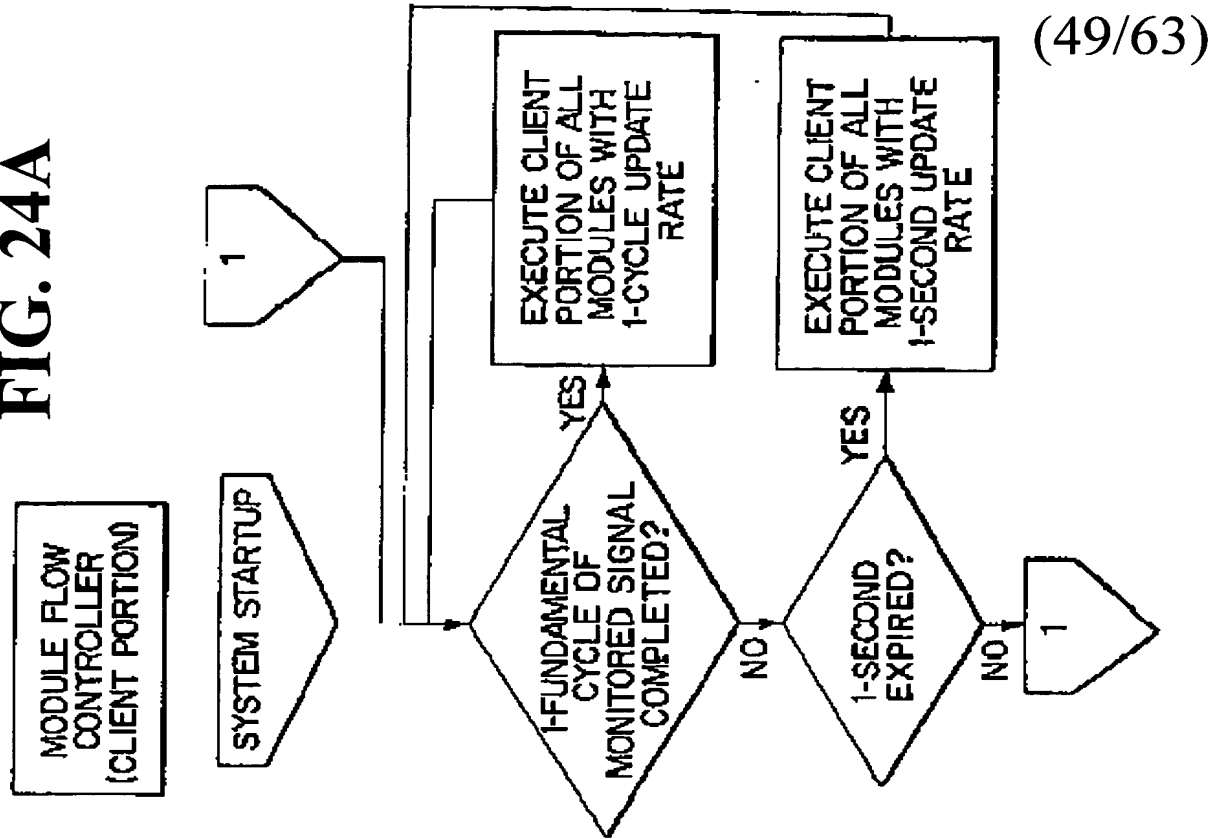 FIG. 24A
(49/63)
MODULE FLOW
CONTROLLER
(CLIENT PORTION)
SYSTEM STARTUP
1
1-FUNDAMENTAL
CYCLE OF
MONITORED SIGNAL
COMPLETED?
YES
EXECUTE CLIENT
PORTION OF ALL
MODULES WITH
1-CYCLE UPDATE
RATE
NO
1-SECOND
EXPIRED?
YES
EXECUTE CLIENT
PORTION OF ALL
MODULES WITH
1-SECOND UPDATE
RATE
NO
1